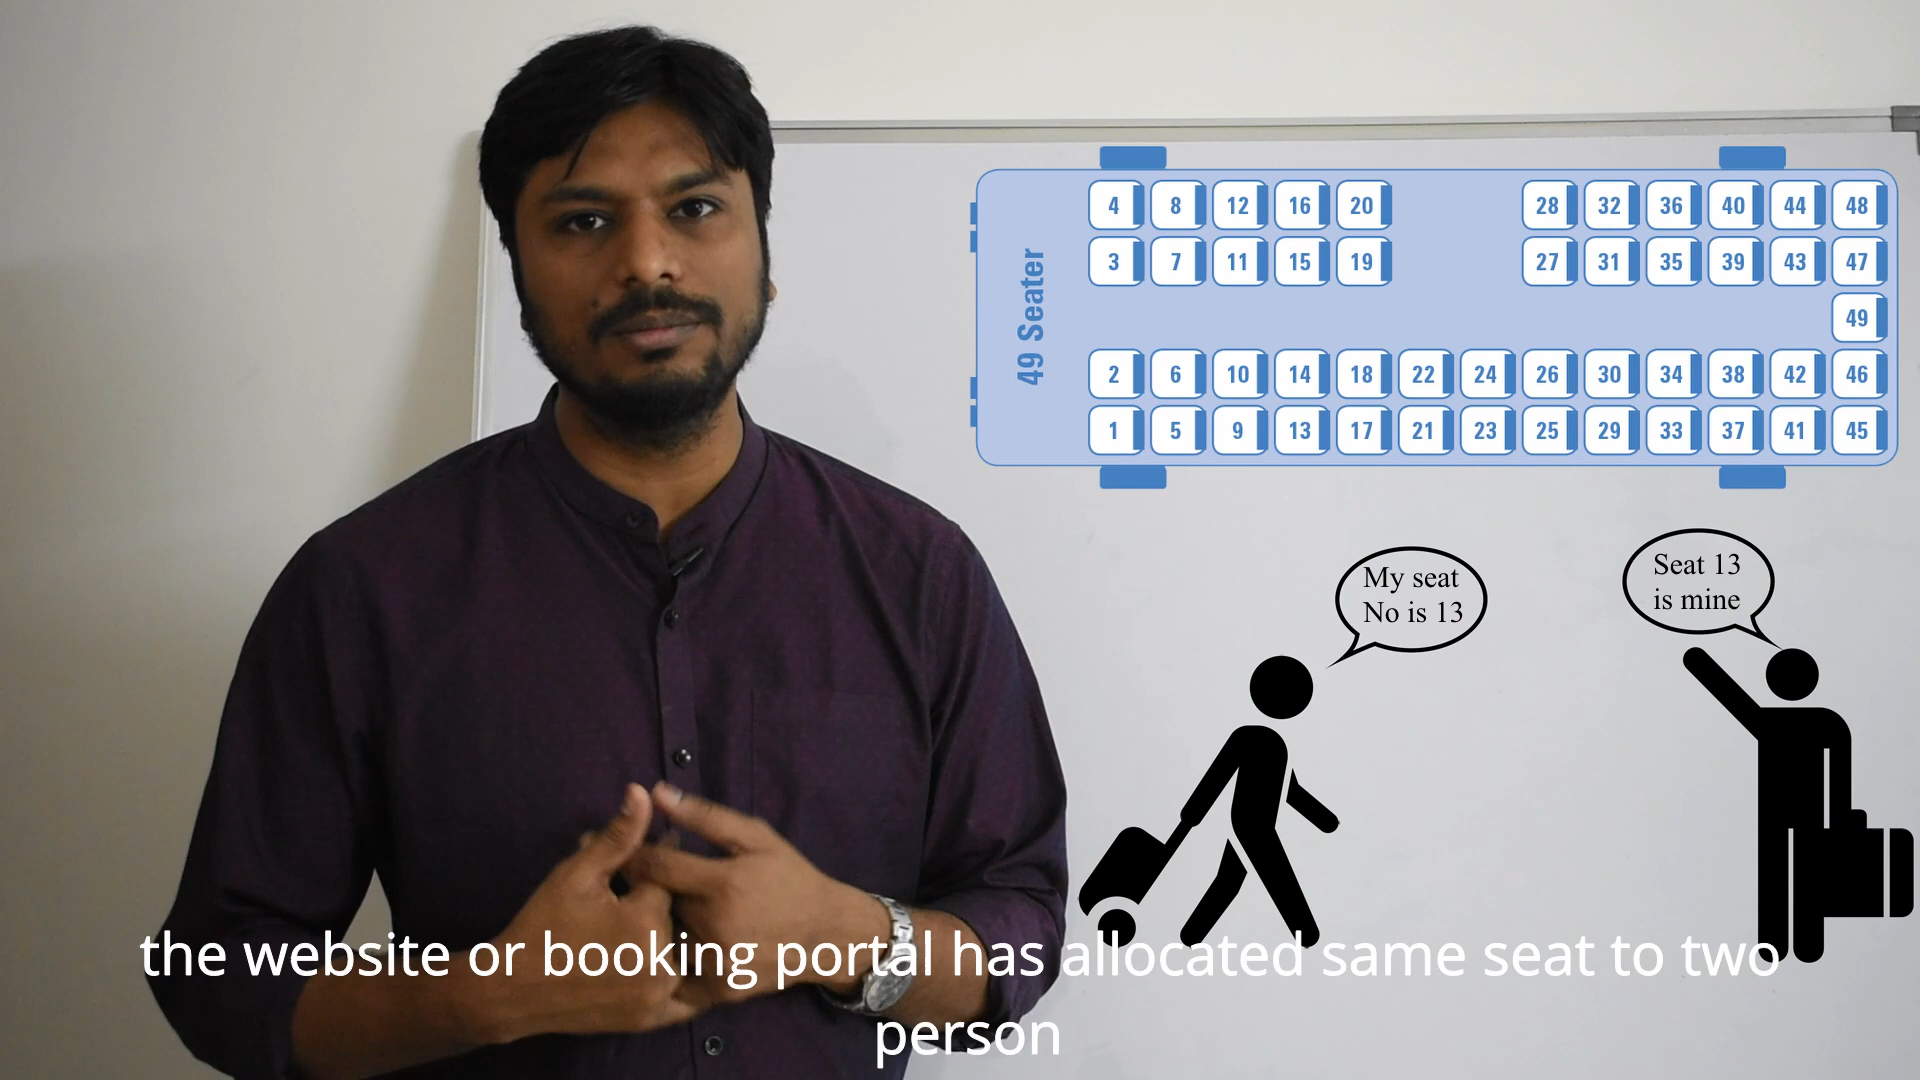 49 Seater
4 8 12 16 20 28 32 36 40 44 48
3 7 11 15 19 27 31 35 39 43 47
49
2 6 10 14 18 22 24 26 30 34 38 42 46
1 5 9 13 17 21 23 25 29 33 37 41 45
My seat
No is 13
Seat 13
is mine
the website or booking portal has allocated same seat to two
person